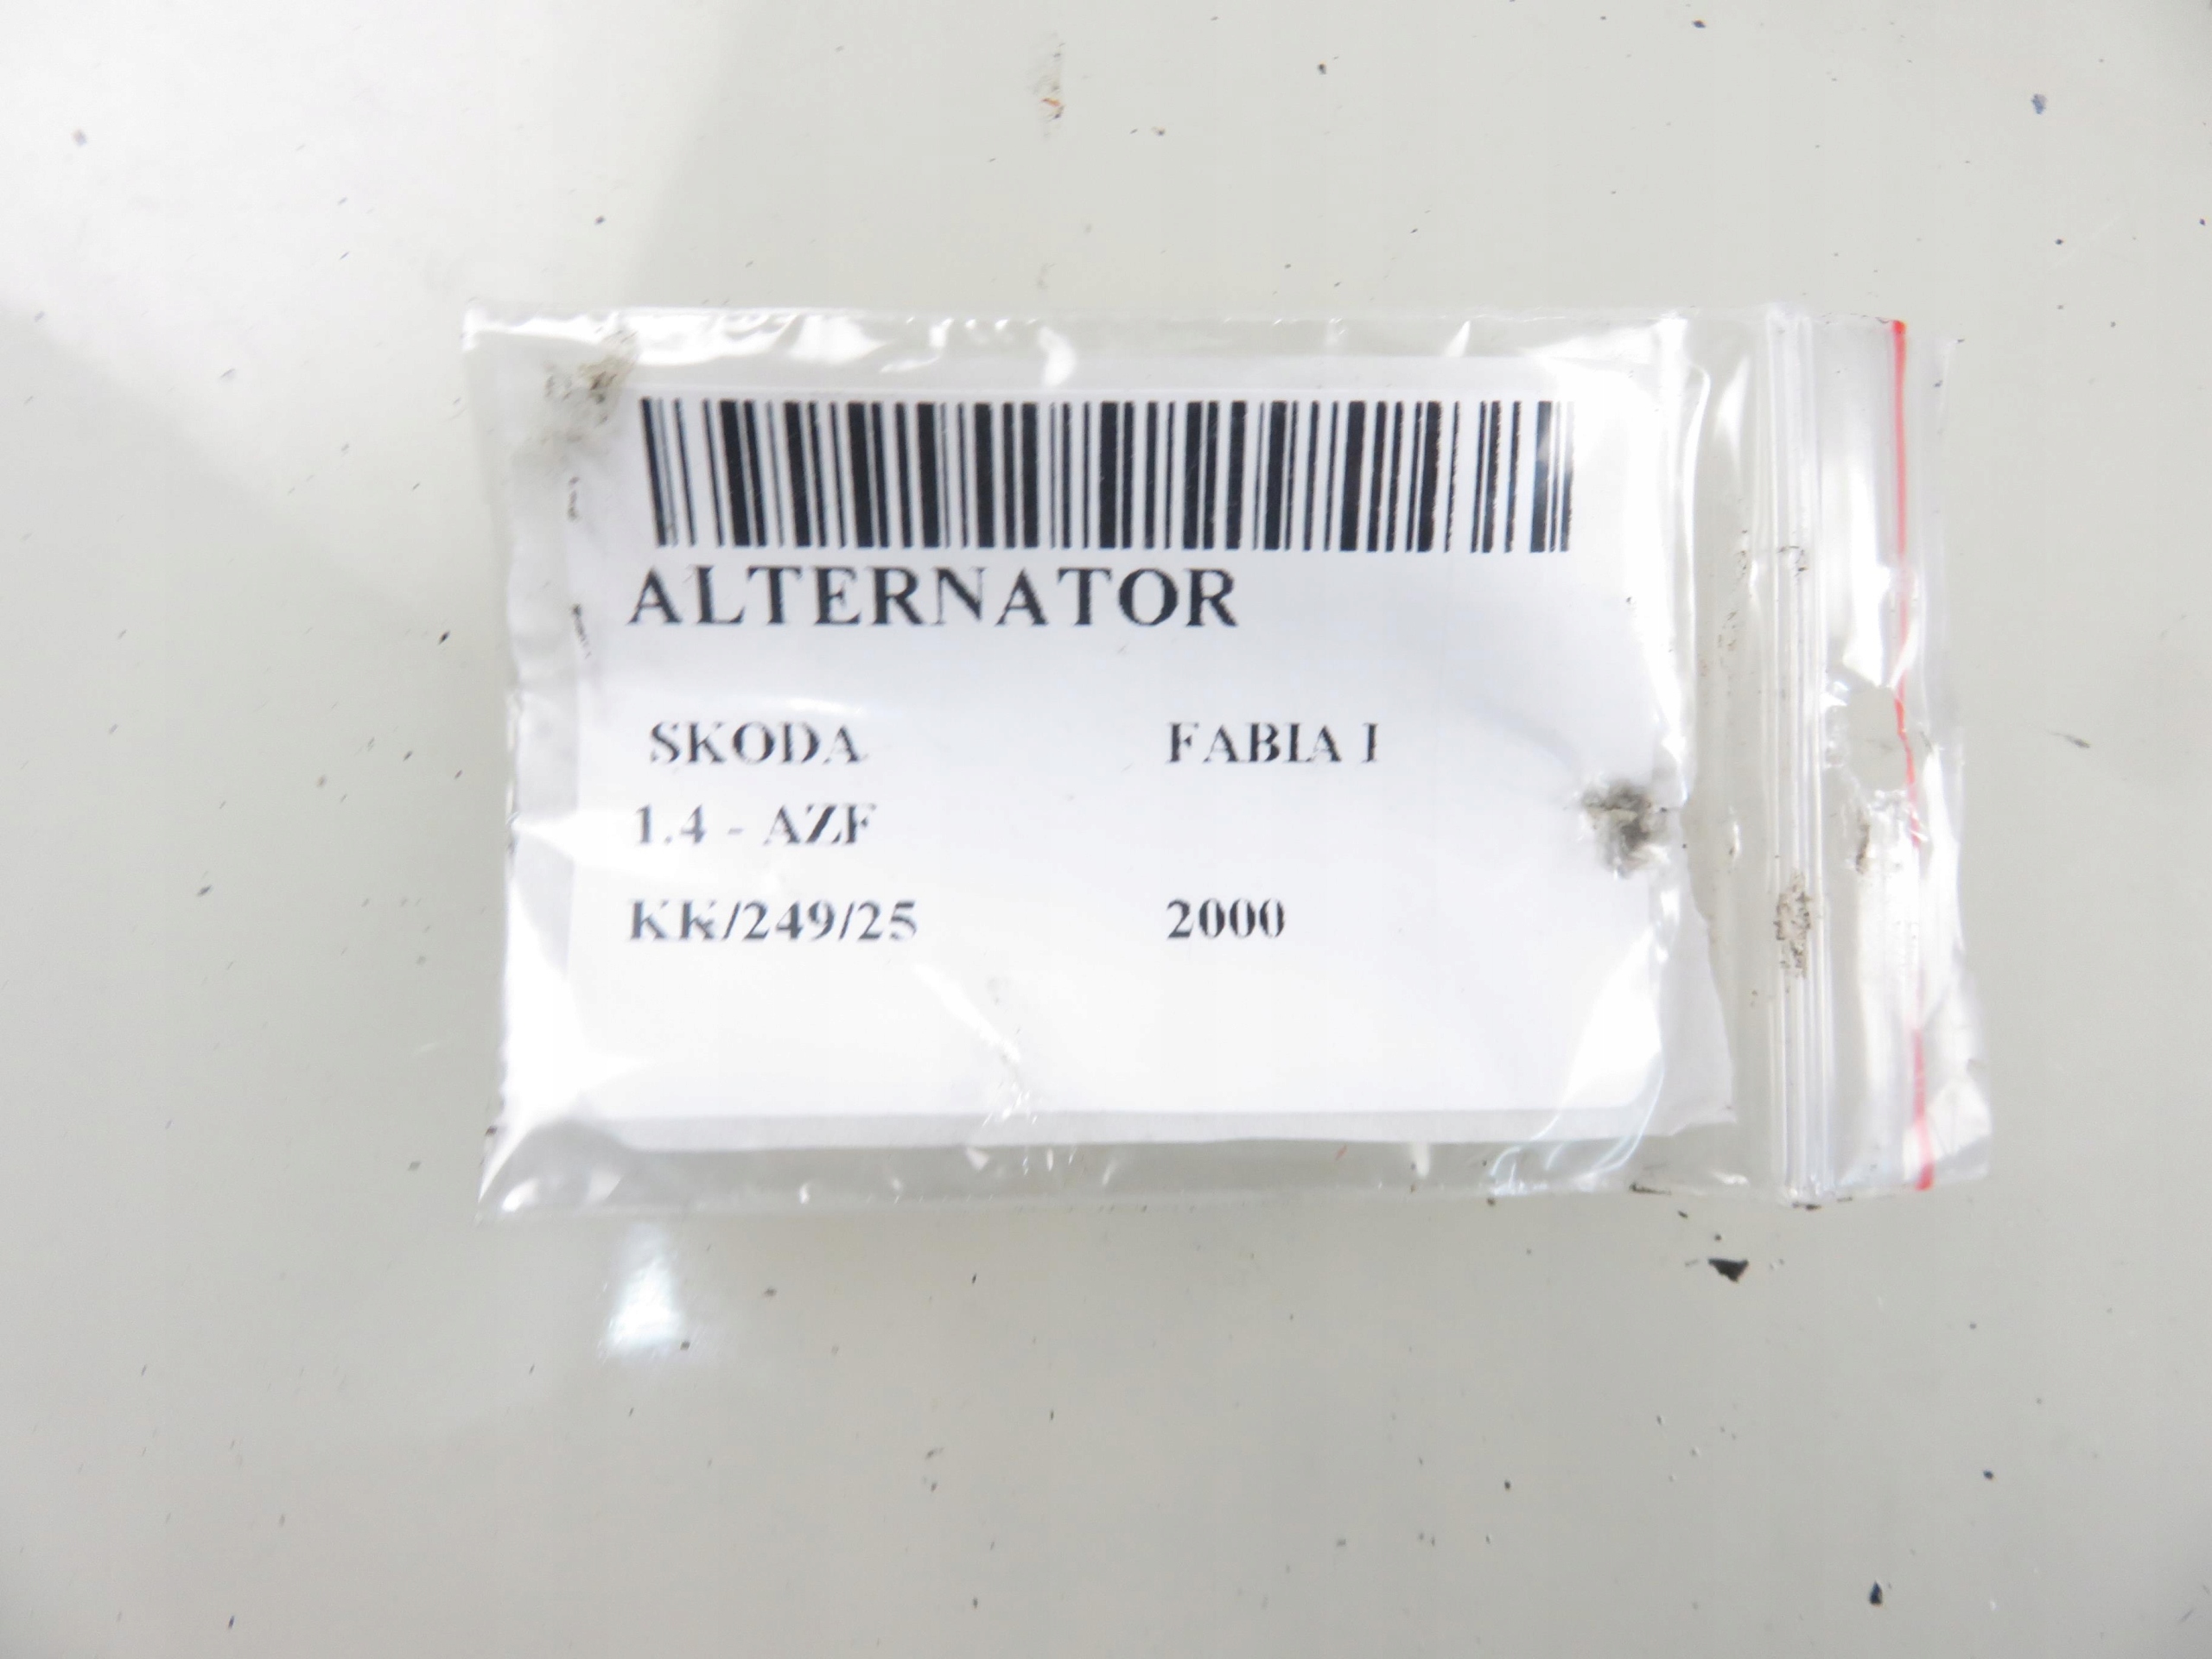 ALTERNATOR
SKODA FABIA I
1.4 - AZF
KK/249/25 2000